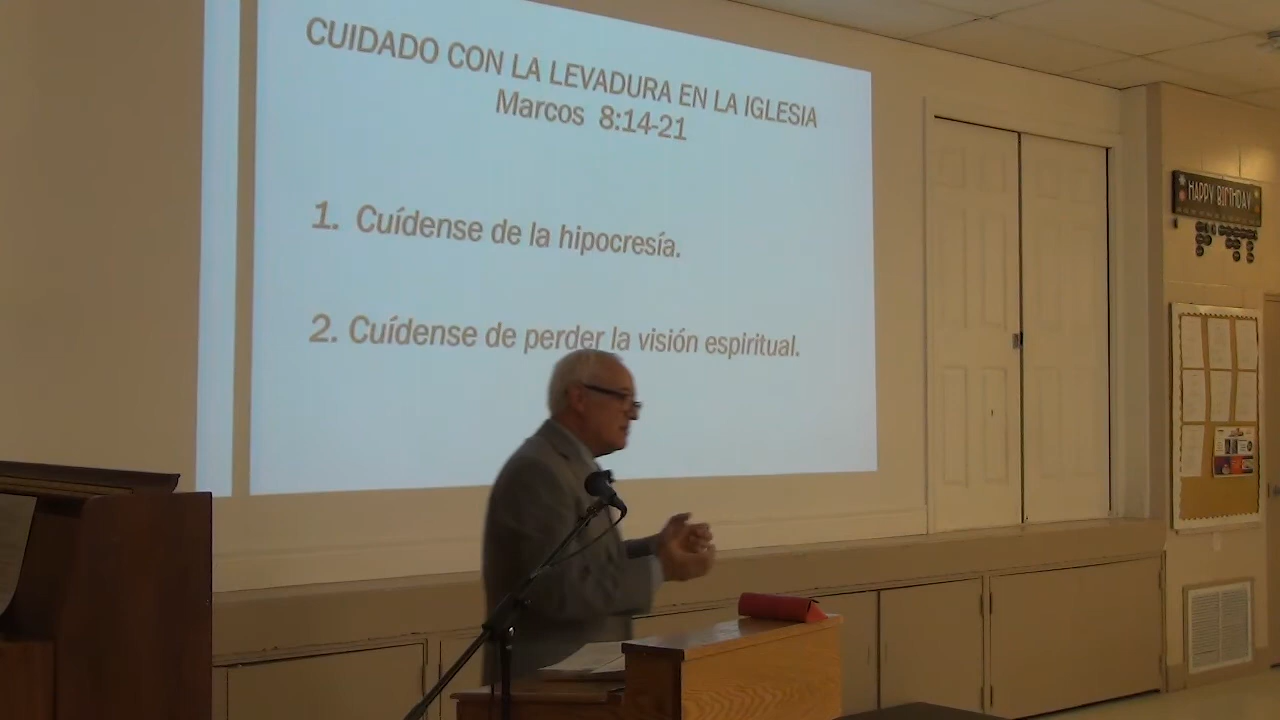 CUIDADO CON LA LEVADURA EN LA IGLESIA
Marcos 8:14-21
1. Cuídense de la hipocresía.
2. Cuídense de perder la visión espiritual.
HAPPY BIRTHDAY